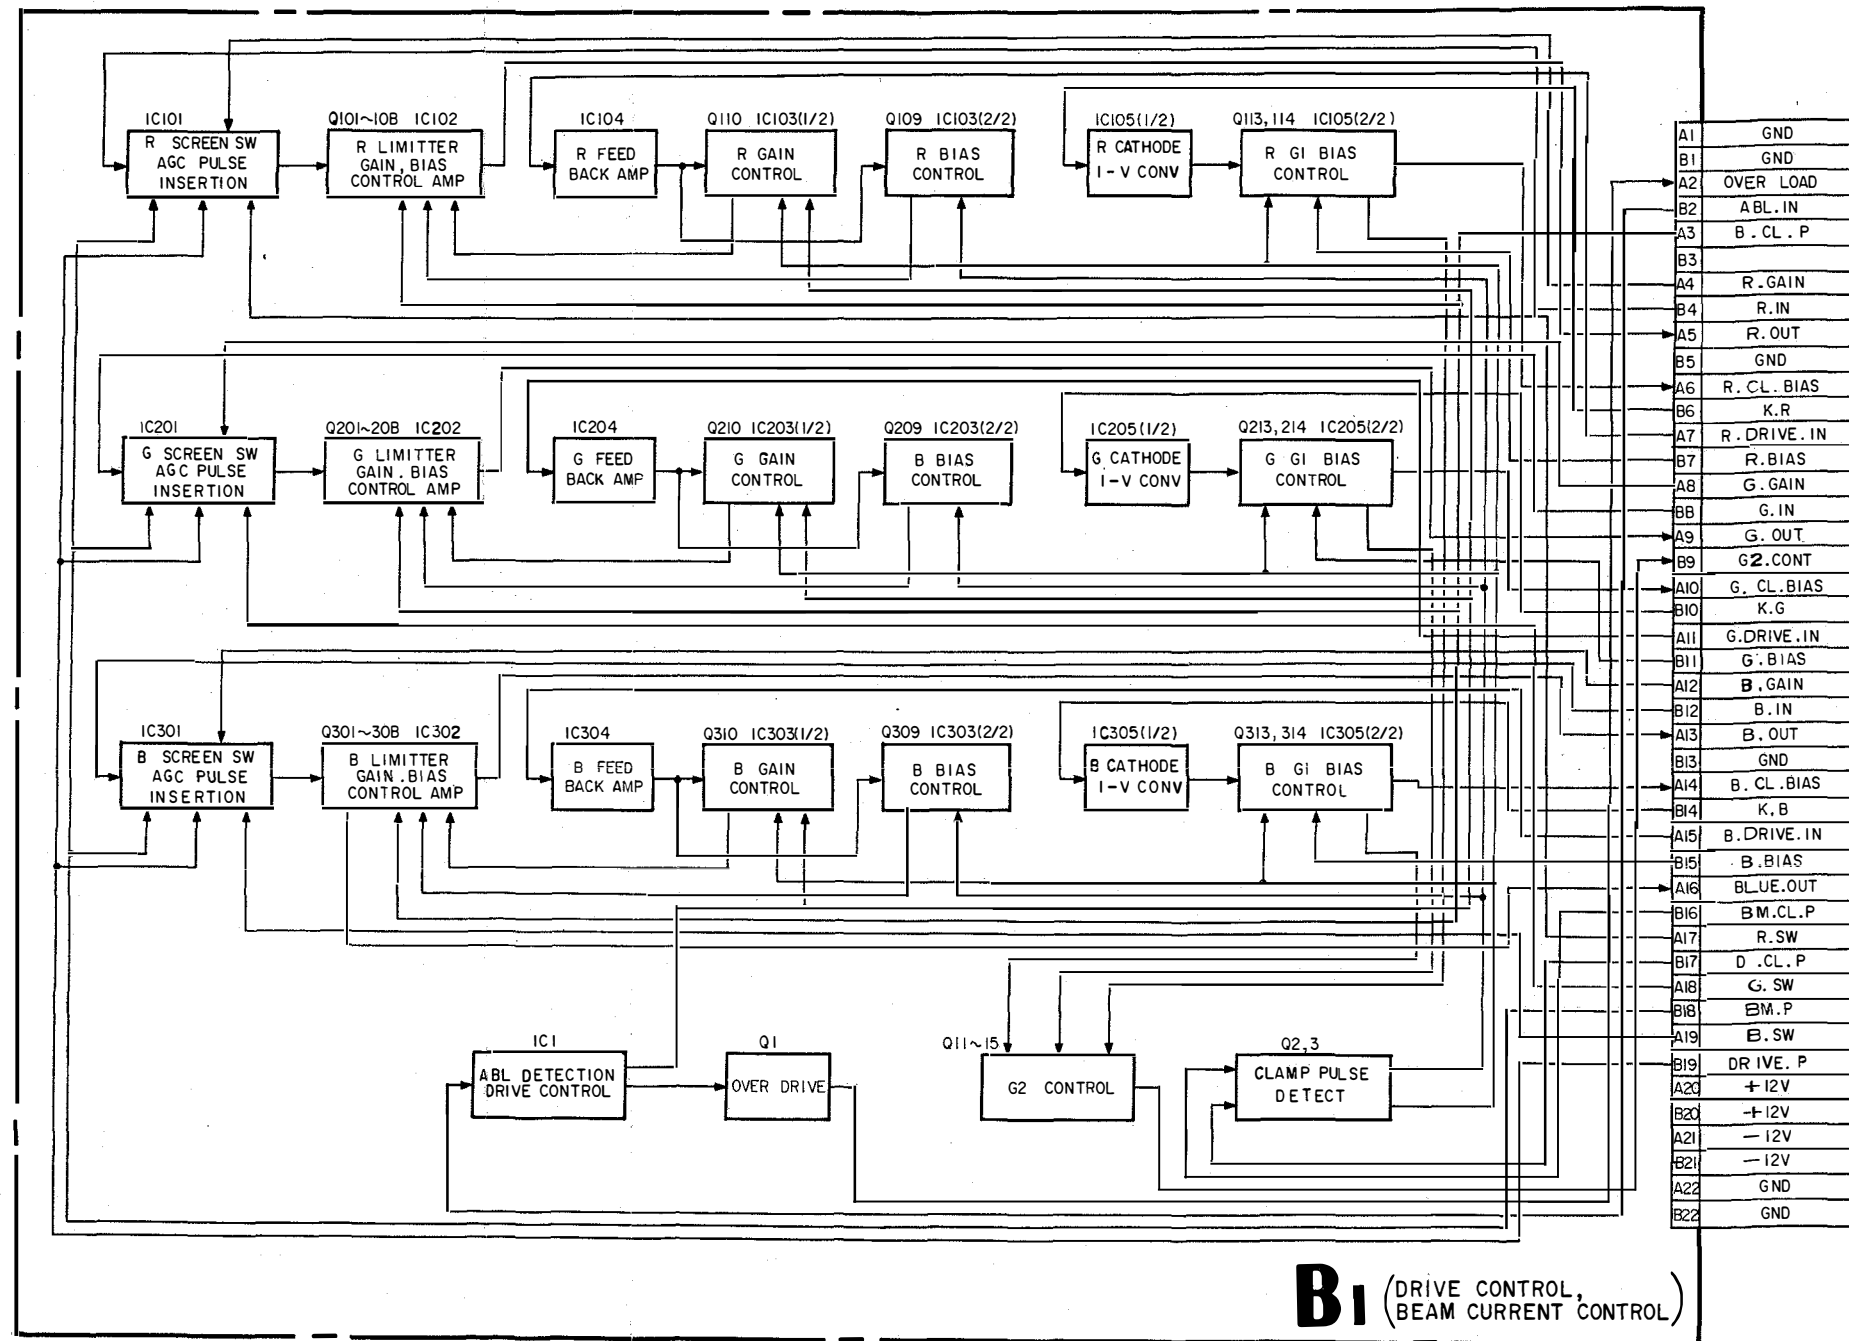 IC101
R SCREEN SW
AGC PULSE
INSERTION
Q101~10B IC102
R LIMITTER
GAIN, BIAS
CONTROL AMP
IC104
R FEED
BACK AMP
Q110 IC103(1/2)
R GAIN
CONTROL
Q109 IC103(2/2)
R BIAS
CONTROL
IC105(1/2)
R CATHODE
I-V CONV
Q113,114 IC105(2/2)
R GI BIAS
CONTROL
IC201
G SCREEN SW
AGC PULSE
INSERTION
Q201~20B IC202
G LIMITTER
GAIN.BIAS
CONTROL AMP
IC204
G FEED
BACK AMP
Q210 IC203(1/2)
G GAIN
CONTROL
Q209 IC203(2/2)
B BIAS
CONTROL
IC205(1/2)
G CATHODE
I-V CONV
Q213,214 IC205(2/2)
G GI BIAS
CONTROL
IC301
B SCREEN SW
AGC PULSE
INSERTION
Q301~30B IC302
B LIMITTER
GAIN.BIAS
CONTROL AMP
IC304
B FEED
BACK AMP
Q310 IC303(1/2)
B GAIN
CONTROL
Q309 IC303(2/2)
B BIAS
CONTROL
IC305(1/2)
B CATHODE
I-V CONV
Q313,314 IC305(2/2)
B GI BIAS
CONTROL
IC1
ABL DETECTION
DRIVE CONTROL
Q1
OVER DRIVE
Q11~15
G2 CONTROL
Q2,3
CLAMP PULSE
DETECT
A1 GND
B1 GND
A2 OVER LOAD
B2 ABL.IN
A3 B.CL.P
B3
A4 R.GAIN
B4 R.IN
A5 R.OUT
B5 GND
A6 R.CL.BIAS
B6 K.R
A7 R.DRIVE.IN
B7 R.BIAS
A8 G.GAIN
BB G.IN
A9 G.OUT
B9 G2.CONT
A10 G.CL.BIAS
B10 K.G
A11 G.DRIVE.IN
B11 G.BIAS
A12 B.GAIN
B12 B.IN
A13 B.OUT
B13 GND
A14 B.CL.BIAS
B14 K.B
A15 B.DRIVE.IN
B15 B.BIAS
A16 BLUE.OUT
B16 BM.CL.P
A17 R.SW
B17 D.CL.P
A18 G.SW
B18 BM.P
A19 B.SW
B19 DRIVE.P
A20 +12V
B20 +12V
A21 -12V
B21 -12V
A22 GND
B22 GND
B1 (DRIVE CONTROL,
BEAM CURRENT CONTROL)